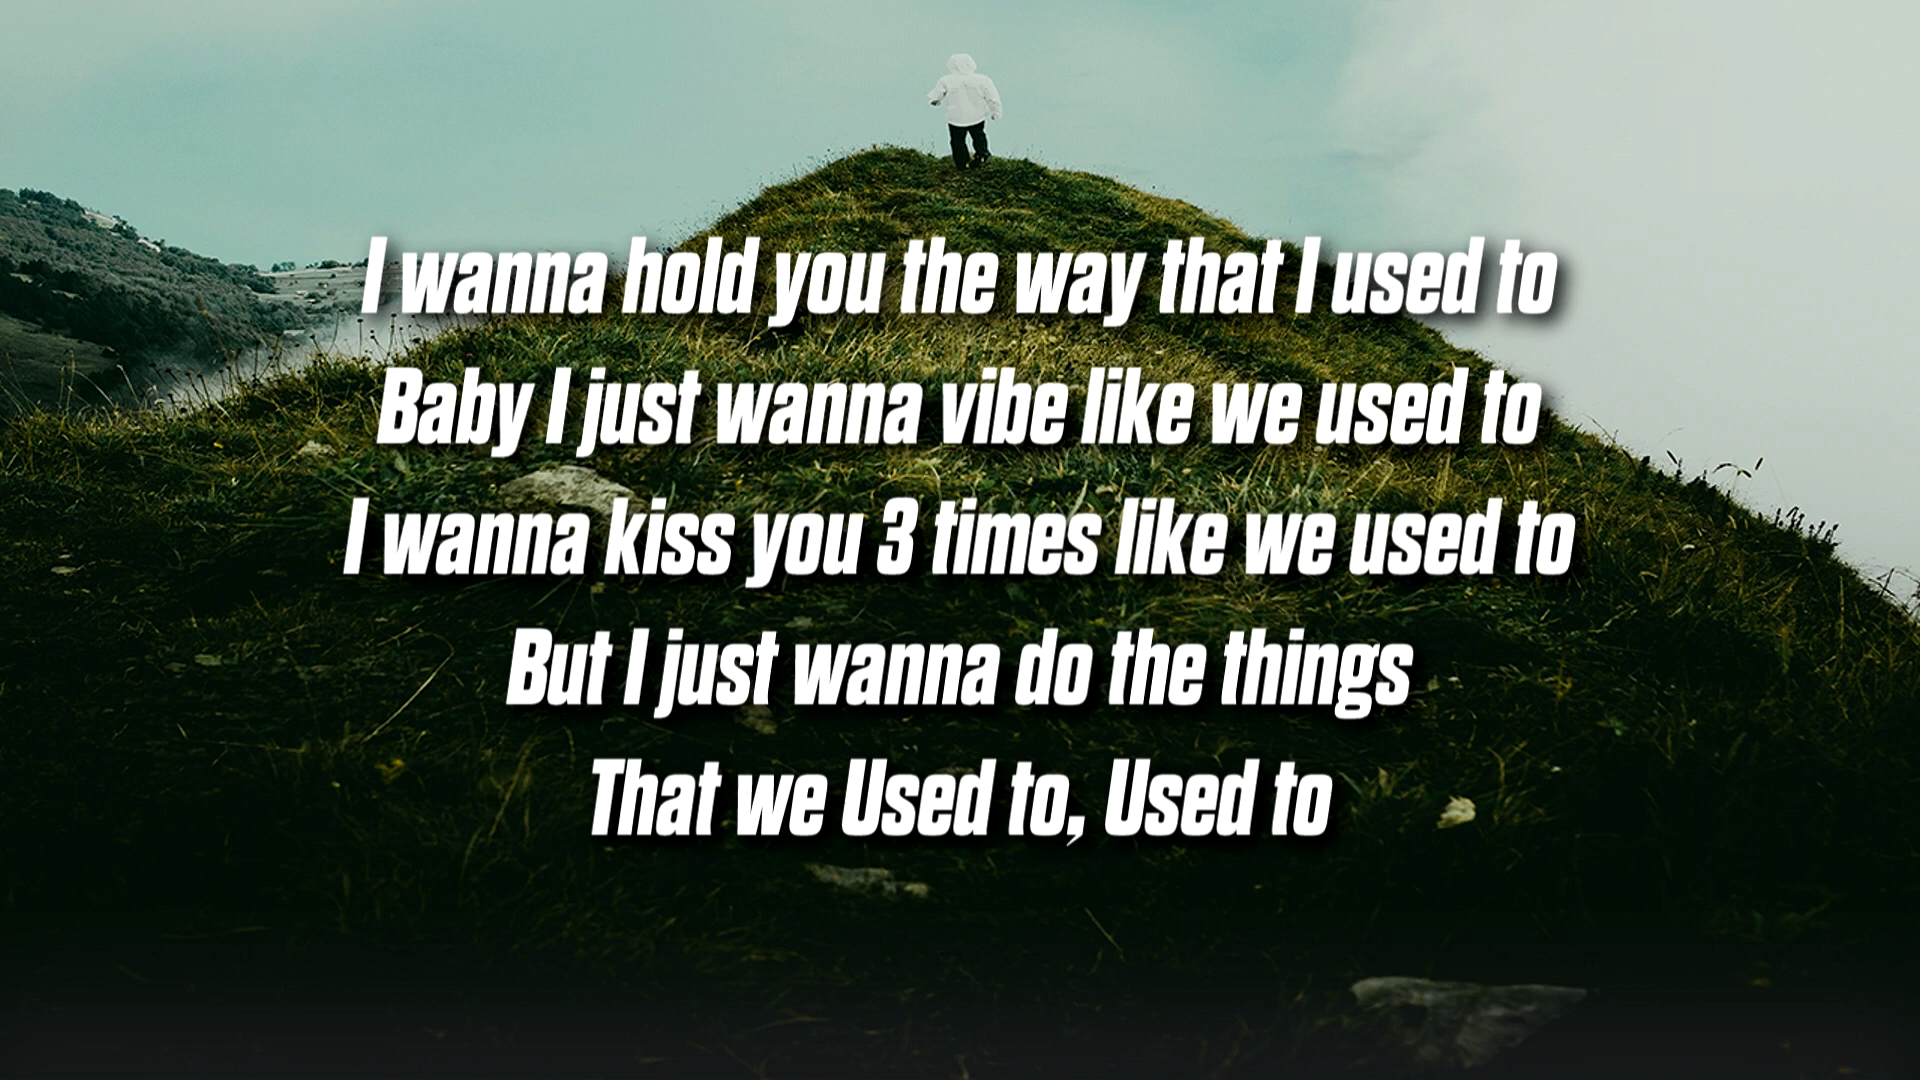 I wanna hold you the way that I used to
Baby I just wanna vibe like we used to
I wanna kiss you 3 times like we used to
But I just wanna do the things
That we Used to, Used to